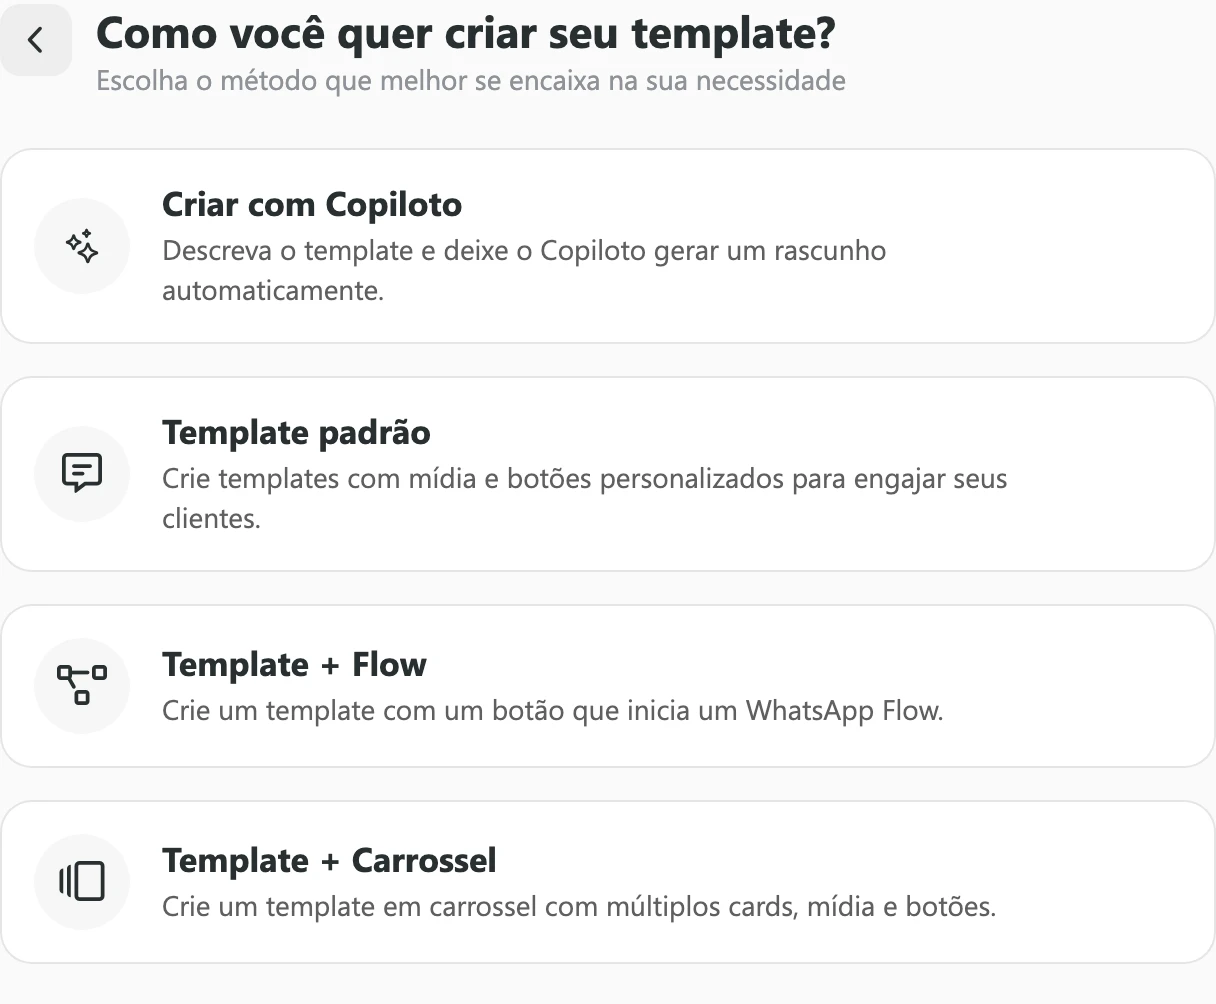 Como você quer criar seu template?
Escolha o método que melhor se encaixa na sua necessidade
Criar com Copiloto
Descreva o template e deixe o Copiloto gerar um rascunho
automaticamente.
Template padrão
Crie templates com mídia e botões personalizados para engajar seus
clientes.
Template + Flow
Crie um template com um botão que inicia um WhatsApp Flow.
Template + Carrossel
Crie um template em carrossel com múltiplos cards, mídia e botões.